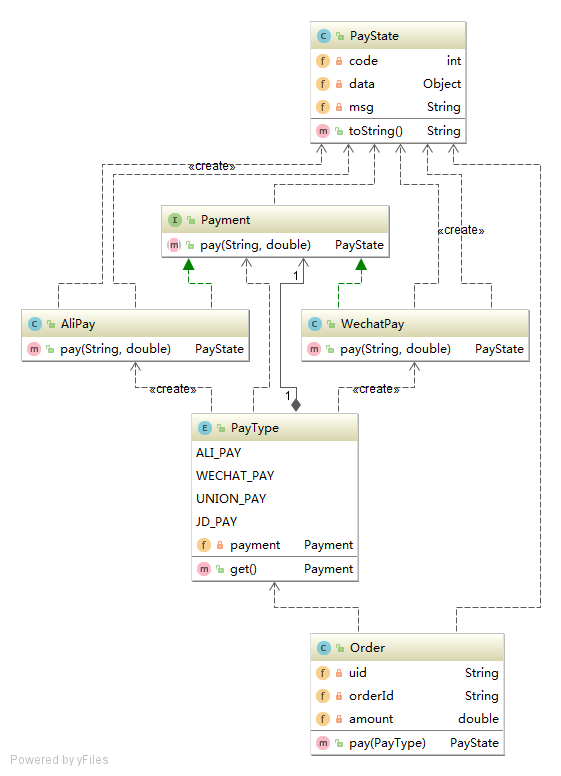 C PayState
f code int
f data Object
f msg String
m toString() String
«create»
I Payment
m pay(String, double) PayState
«create»
1
C AliPay
m pay(String, double) PayState
C WechatPay
m pay(String, double) PayState
«create»
«create»
1
E PayType
ALI_PAY
WECHAT_PAY
UNION_PAY
JD_PAY
f payment Payment
m get() Payment
C Order
f uid String
f orderId String
f amount double
m pay(PayType) PayState
Powered by yFiles